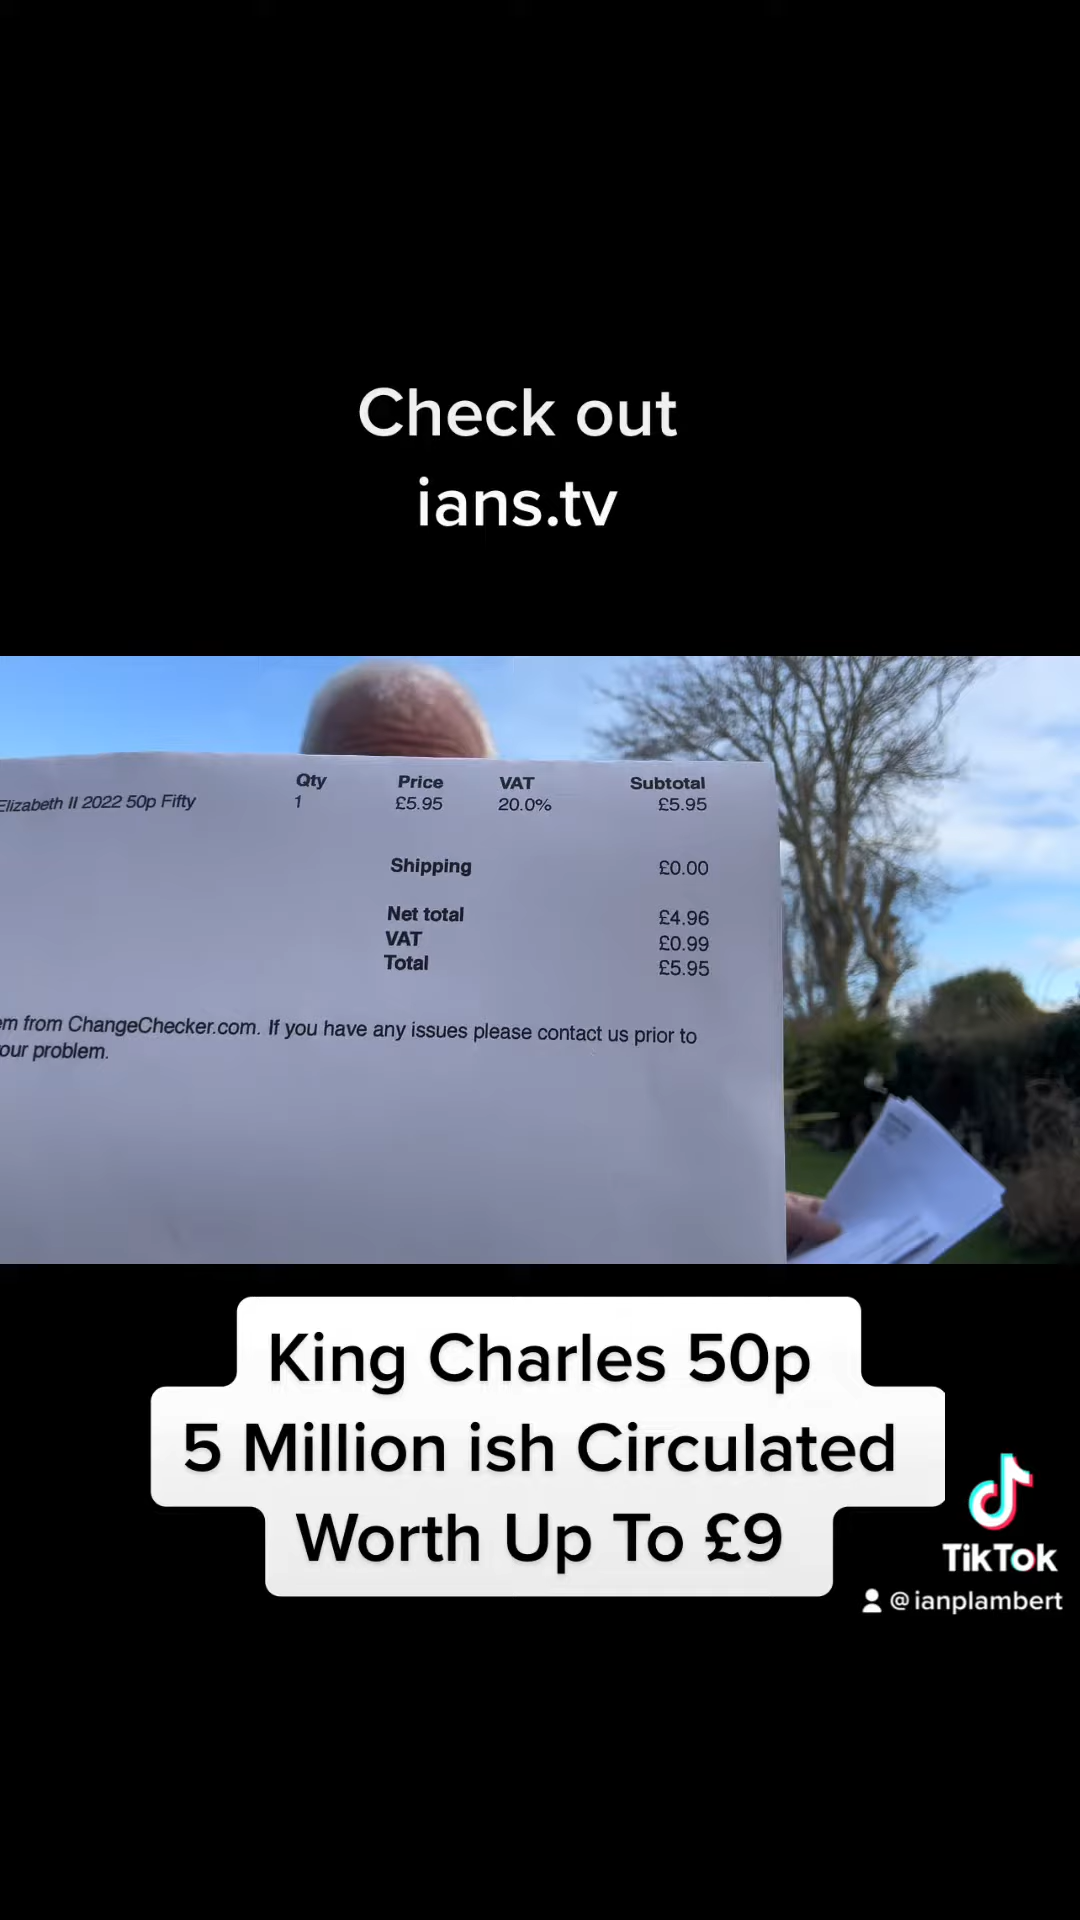 Check out
ians.tv
Qty Price VAT Subtotal
Elizabeth II 2022 50p Fifty 1 £5.95 20.0% £5.95
Shipping £0.00
Net total £4.96
VAT £0.99
Total £5.95
em from ChangeChecker.com. If you have any issues please contact us prior to
our problem.
King Charles 50p
5 Million ish Circulated
Worth Up To £9
TikTok
@ianplambert